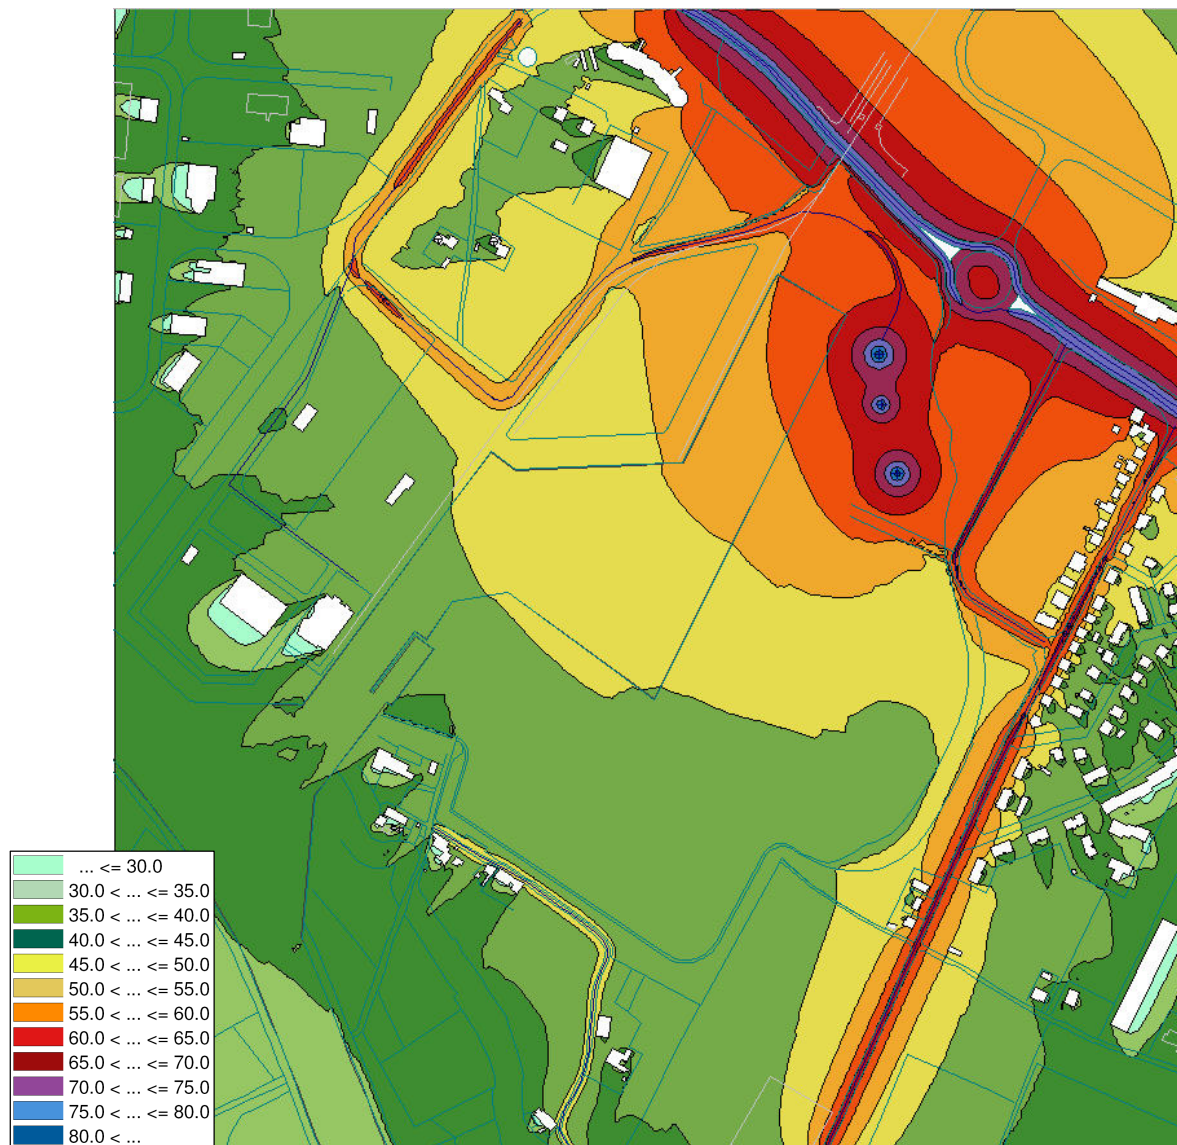 ... <= 30.0
30.0 < ... <= 35.0
35.0 < ... <= 40.0
40.0 < ... <= 45.0
45.0 < ... <= 50.0
50.0 < ... <= 55.0
55.0 < ... <= 60.0
60.0 < ... <= 65.0
65.0 < ... <= 70.0
70.0 < ... <= 75.0
75.0 < ... <= 80.0
80.0 < ...